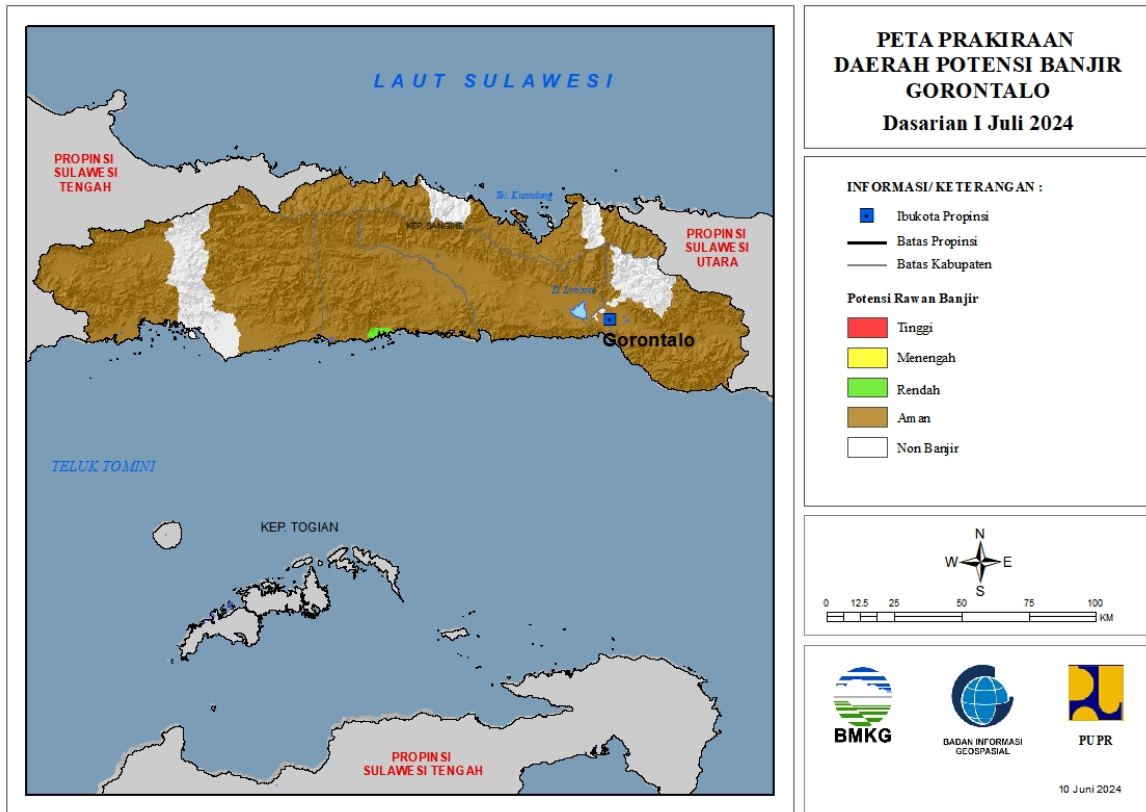 PETA PRAKIRAAN
DAERAH POTENSI BANJIR
GORONTALO
Dasarian I Juli 2024
LAUT SULAWESI
PROPINSI
SULAWESI
TENGAH
Tel. Kuandang
KEP. SANGIHE
PROPINSI
SULAWESI
UTARA
D. Limboto
Gorontalo
TELUK TOMINI
KEP. TOGIAN
PROPINSI
SULAWESI TENGAH
INFORMASI/ KETERANGAN :
Ibukota Propinsi
Batas Propinsi
Batas Kabupaten
Potensi Rawan Banjir
Tinggi
Menengah
Rendah
Aman
Non Banjir
N
W E
S
0 12.5 25 50 75 100
KM
BMKG
BADAN INFORMASI
GEOSPASIAL
PUPR
10 Juni 2024